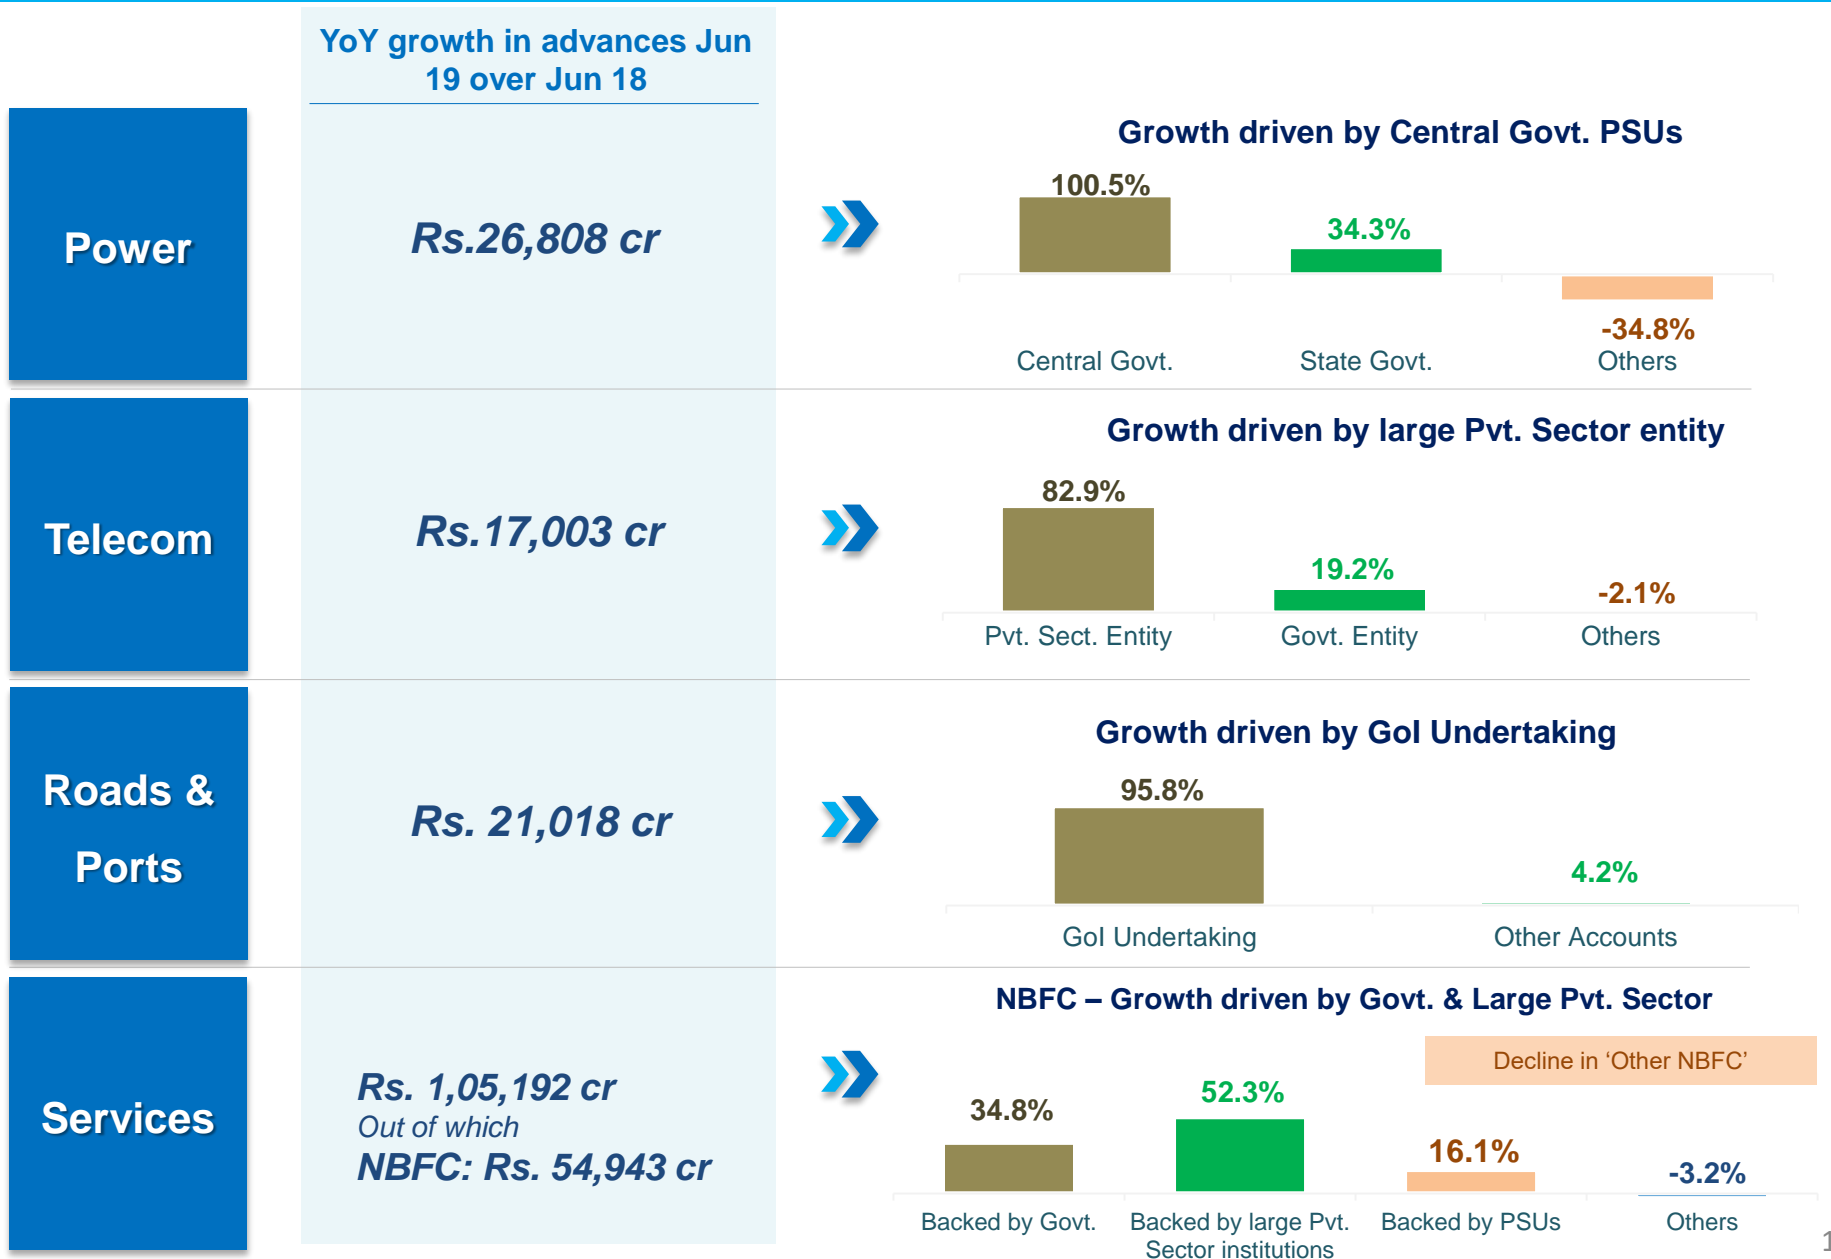 YoY growth in advances Jun
19 over Jun 18
Power
Rs.26,808 cr
Growth driven by Central Govt. PSUs
100.5%
34.3%
-34.8%
Central Govt.
State Govt.
Others
Telecom
Rs.17,003 cr
Growth driven by large Pvt. Sector entity
82.9%
19.2%
-2.1%
Pvt. Sect. Entity
Govt. Entity
Others
Roads &
Ports
Rs. 21,018 cr
Growth driven by GoI Undertaking
95.8%
4.2%
GoI Undertaking
Other Accounts
Services
Rs. 1,05,192 cr
Out of which
NBFC: Rs. 54,943 cr
NBFC – Growth driven by Govt. & Large Pvt. Sector
Decline in ‘Other NBFC’
34.8%
52.3%
16.1%
-3.2%
Backed by Govt.
Backed by large Pvt.
Sector institutions
Backed by PSUs
Others